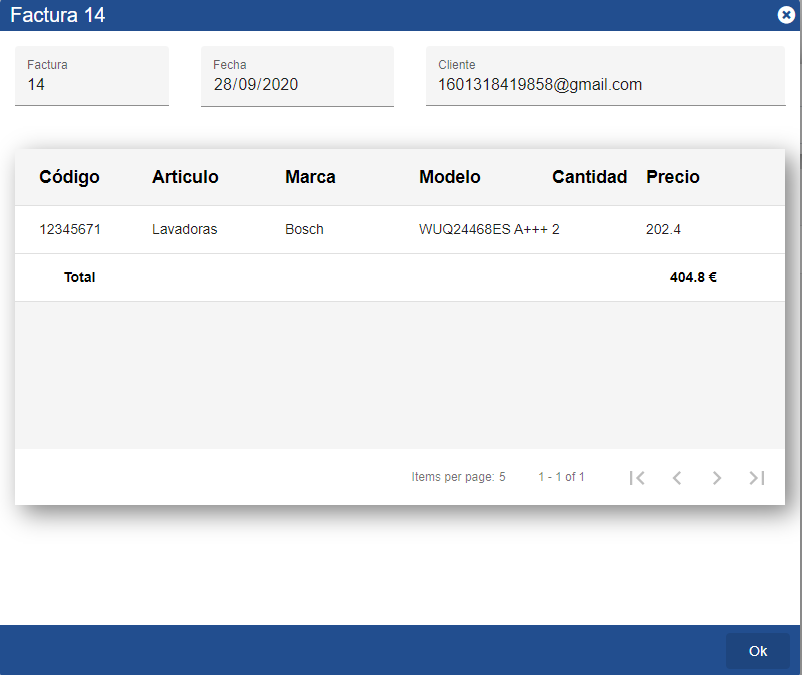 Factura 14
Factura Fecha Cliente
14 28/09/2020 1601318419858@gmail.com
Código Articulo Marca Modelo Cantidad Precio
12345671 Lavadoras Bosch WUQ24468ES A+++ 2 202.4
Total 404.8 €
Items per page: 5 1 - 1 of 1
Ok